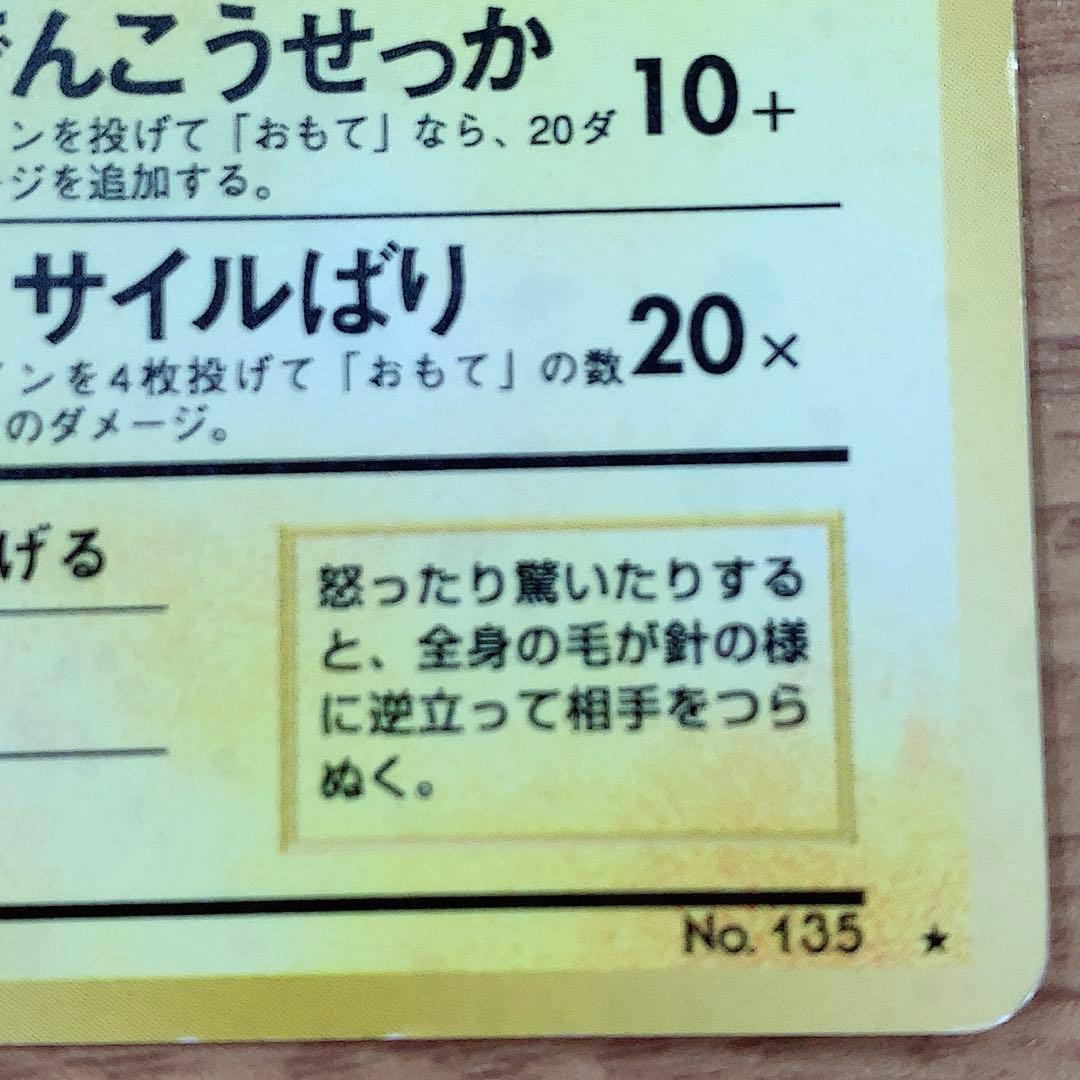 でんこうせっか 10+
ンを投げて「おもて」なら、20ダ
ージを追加する。
サイルばり 20×
インを4枚投げて「おもて」の数
のダメージ。
げる
怒ったり驚いたりする
と、全身の毛が針の様
に逆立って相手をつら
ぬく。
No. 135 ★